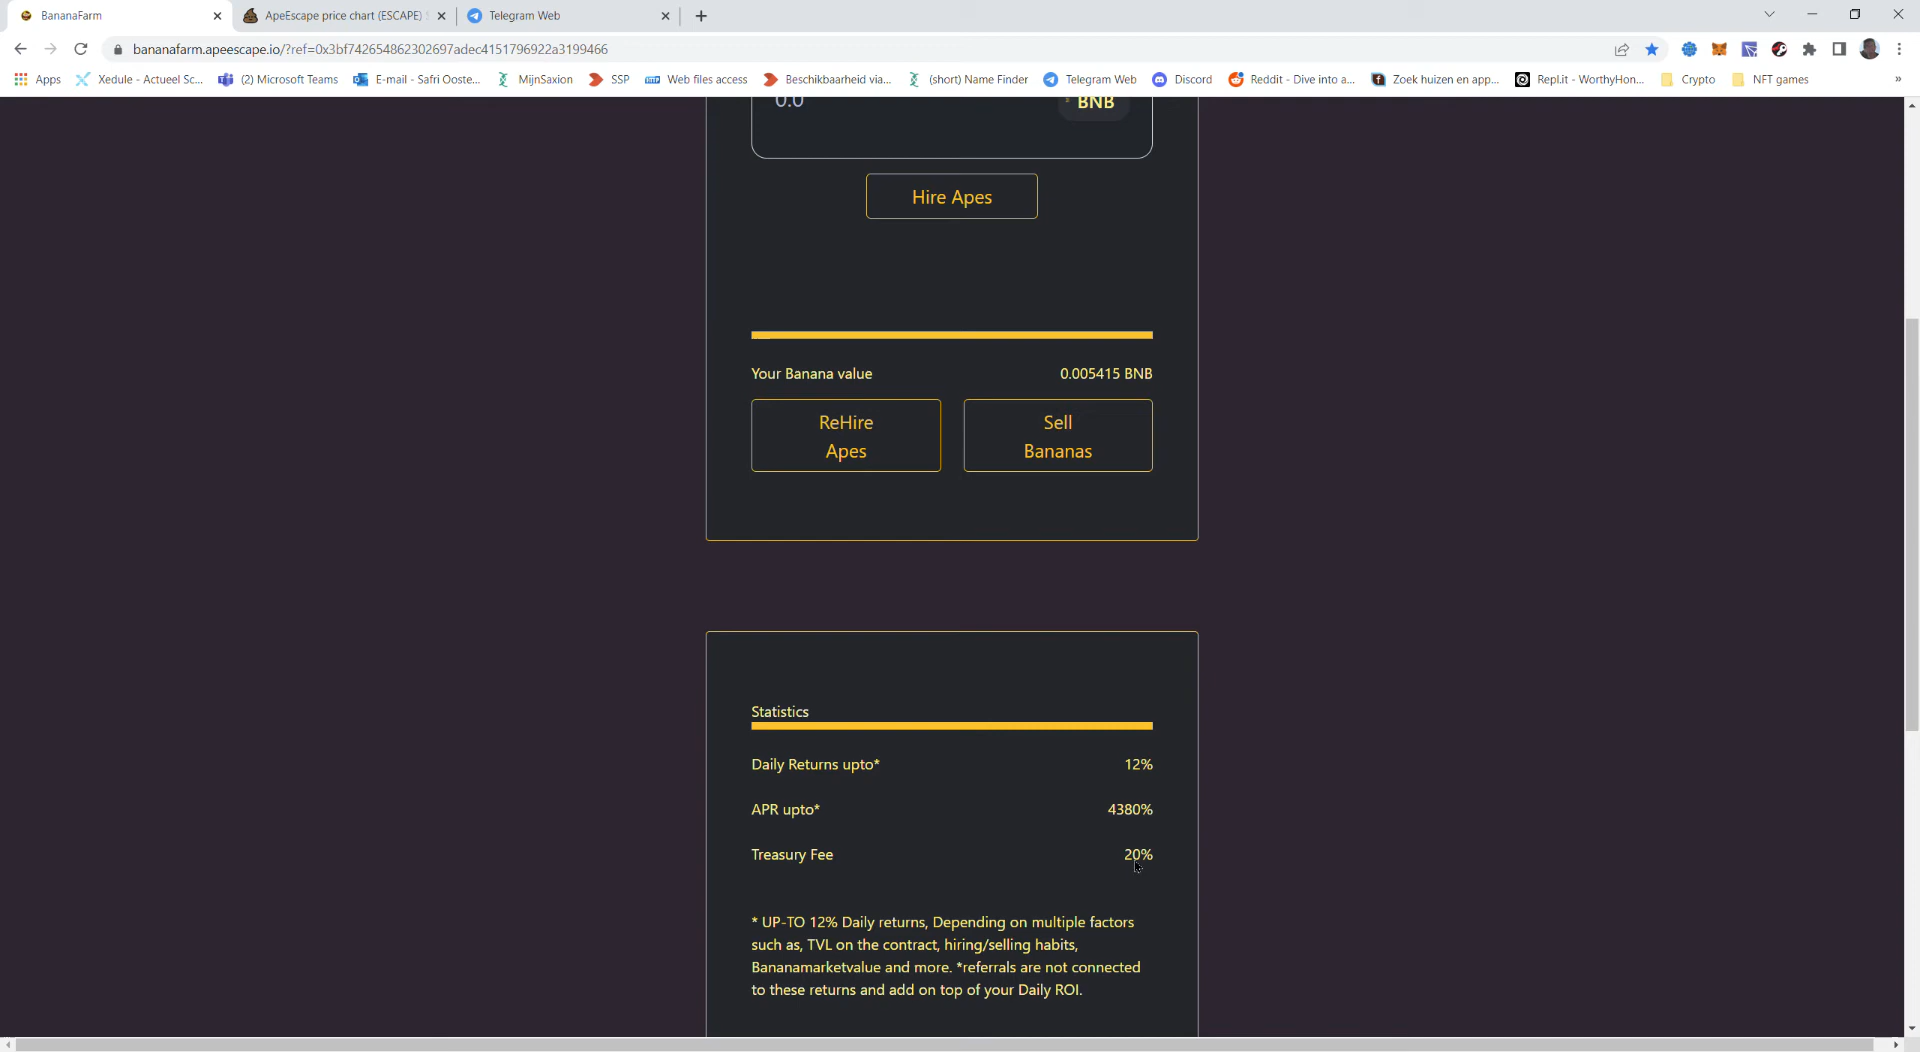 BananaFarm
ApeEscape price chart (ESCAPE)
Telegram Web
bananafarm.apeescape.io/?ref=0x3bf742654862302697adec4151796922a3199466
Apps
Xedule - Actueel Sc...
(2) Microsoft Teams
E-mail - Safri Ooste...
MijnSaxion
SSP
Web files access
Beschikbaarheid via...
(short) Name Finder
Telegram Web
Discord
Reddit - Dive into a...
Zoek huizen en app...
Repl.it - WorthyHon...
Crypto
NFT games
»
0.0
BNB
Hire Apes
Your Banana value
0.005415 BNB
ReHire
Apes
Sell
Bananas
Statistics
Daily Returns upto*
12%
APR upto*
4380%
Treasury Fee
20%
* UP-TO 12% Daily returns, Depending on multiple factors
such as, TVL on the contract, hiring/selling habits,
Bananamarketvalue and more. *referrals are not connected
to these returns and add on top of your Daily ROI.